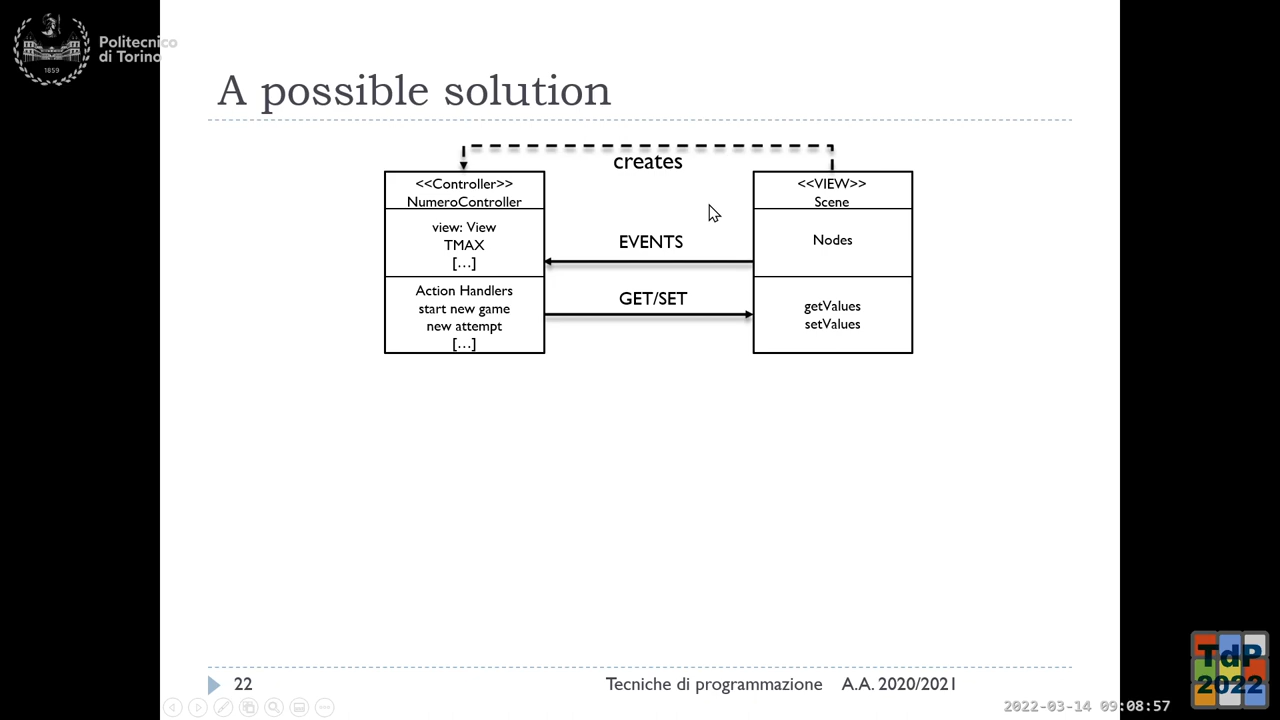 Politecnico
di Torino
1859
A possible solution
creates
<<Controller>>
NumeroController
view: View
TMAX
[...]
Action Handlers
start new game
new attempt
[...]
EVENTS
GET/SET
<<VIEW>>
Scene
Nodes
getValues
setValues
22
Tecniche di programmazione A.A. 2020/2021
TdP
2022
2022-03-14 09:08:57